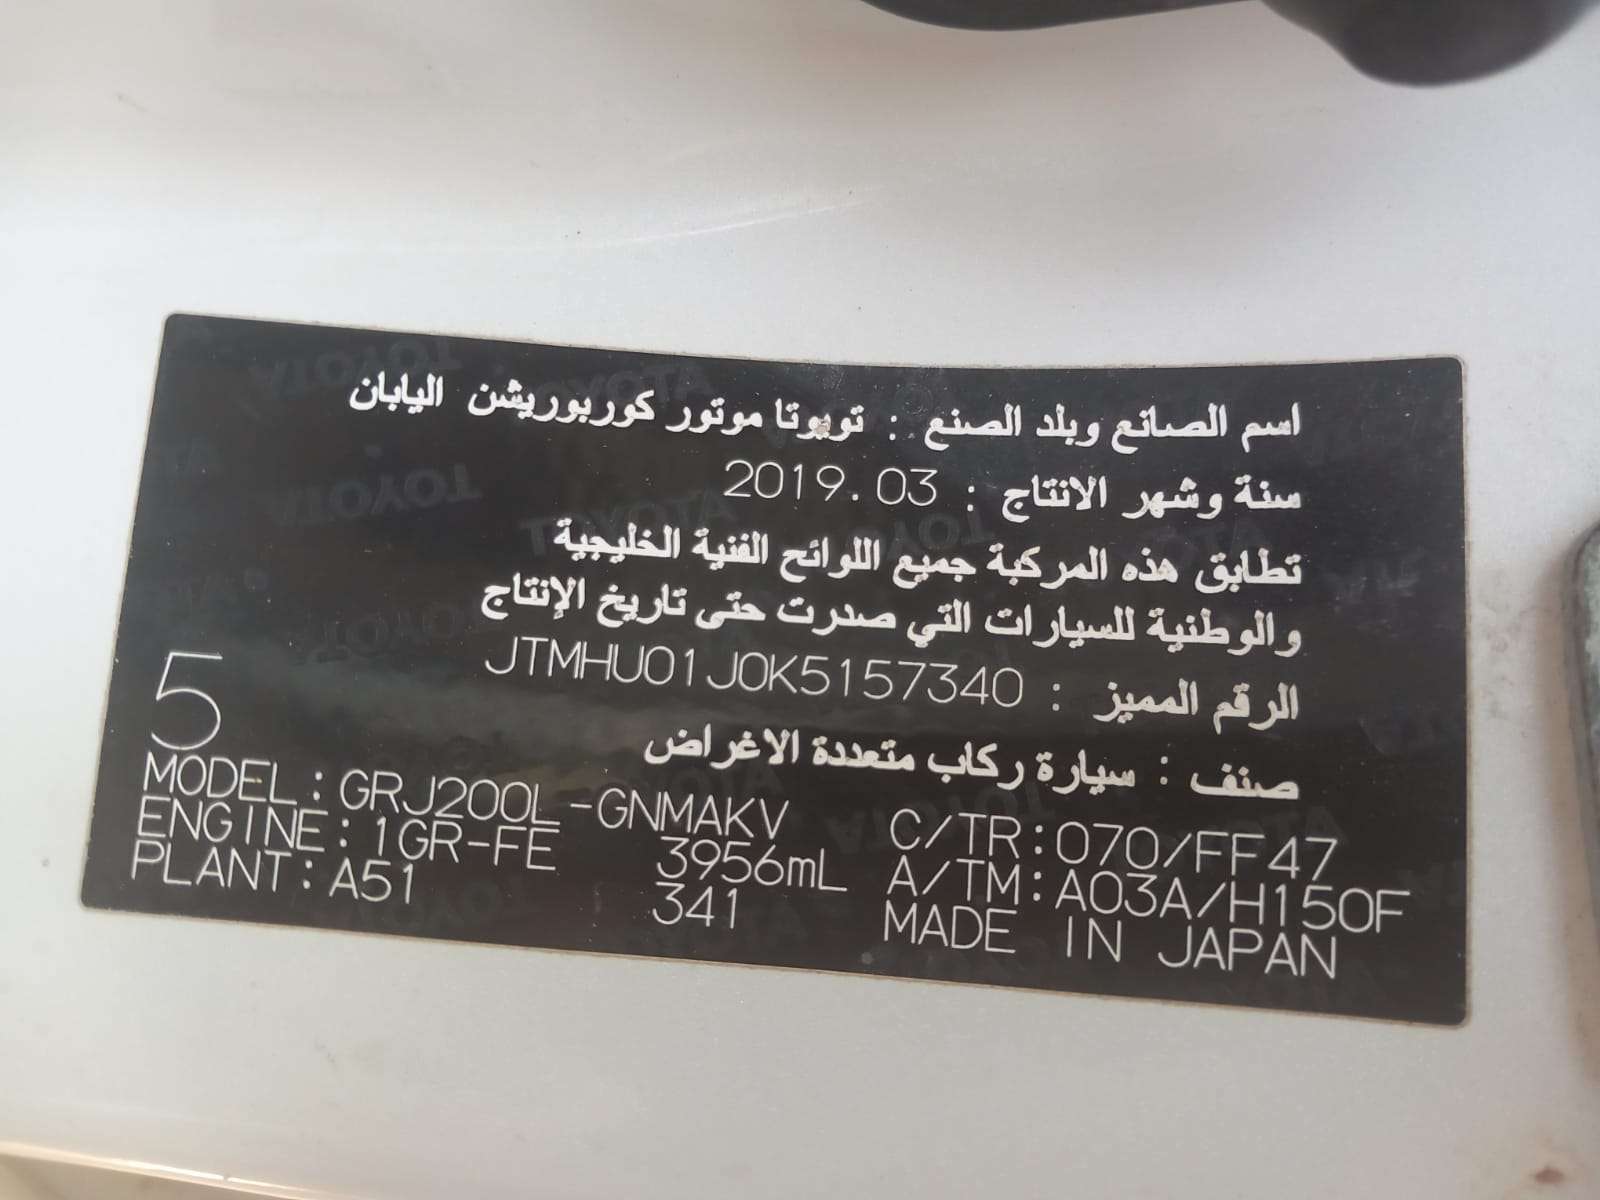 اسم الصانع وبلد الصنع : تويوتا موتور كوربوريشن اليابان
سنة وشهر الانتاج : 2019.03
تطابق هذه المركبة جميع اللوائح الفنية الخليجية
والوطنية للسيارات التي صدرت حتى تاريخ الإنتاج
الرقم المميز : JTMHU01J0K5157340
صنف : سيارة ركاب متعددة الاغراض
5
MODEL: GRJ200L-GNMAKV C/TR: 070/FF47
ENGINE: 1GR-FE 3956mL A/TM: A03A/H150F
PLANT: A51 341 MADE IN JAPAN